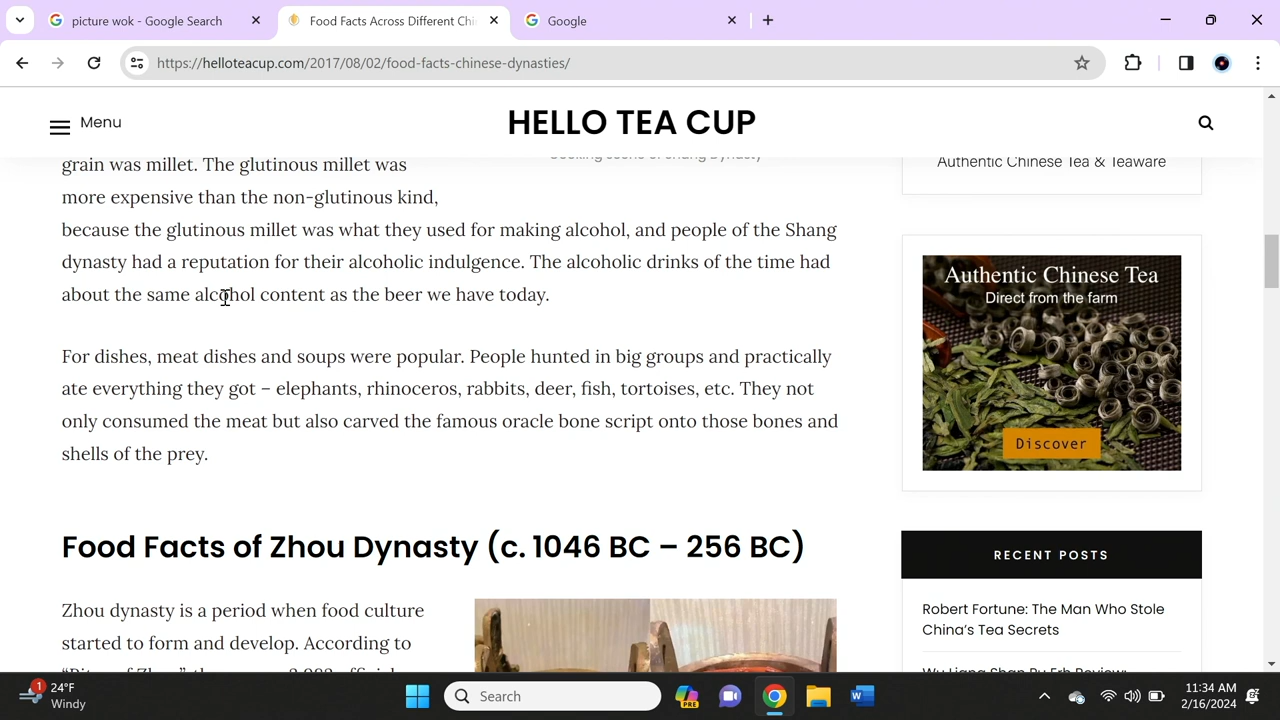 picture wok - Google Search
Food Facts Across Different Chi
Google
https://helloteacup.com/2017/08/02/food-facts-chinese-dynasties/
Menu
HELLO TEA CUP
grain was millet. The glutinous millet was
more expensive than the non-glutinous kind,
because the glutinous millet was what they used for making alcohol, and people of the Shang
dynasty had a reputation for their alcoholic indulgence. The alcoholic drinks of the time had
about the same alcohol content as the beer we have today.
For dishes, meat dishes and soups were popular. People hunted in big groups and practically
ate everything they got – elephants, rhinoceros, rabbits, deer, fish, tortoises, etc. They not
only consumed the meat but also carved the famous oracle bone script onto those bones and
shells of the prey.
Food Facts of Zhou Dynasty (c. 1046 BC – 256 BC)
Zhou dynasty is a period when food culture
started to form and develop. According to
Authentic Chinese Tea & Teaware
Authentic Chinese Tea
Direct from the farm
Discover
RECENT POSTS
Robert Fortune: The Man Who Stole
China's Tea Secrets
1
24°F
Windy
Search
PRE
11:34 AM
2/16/2024